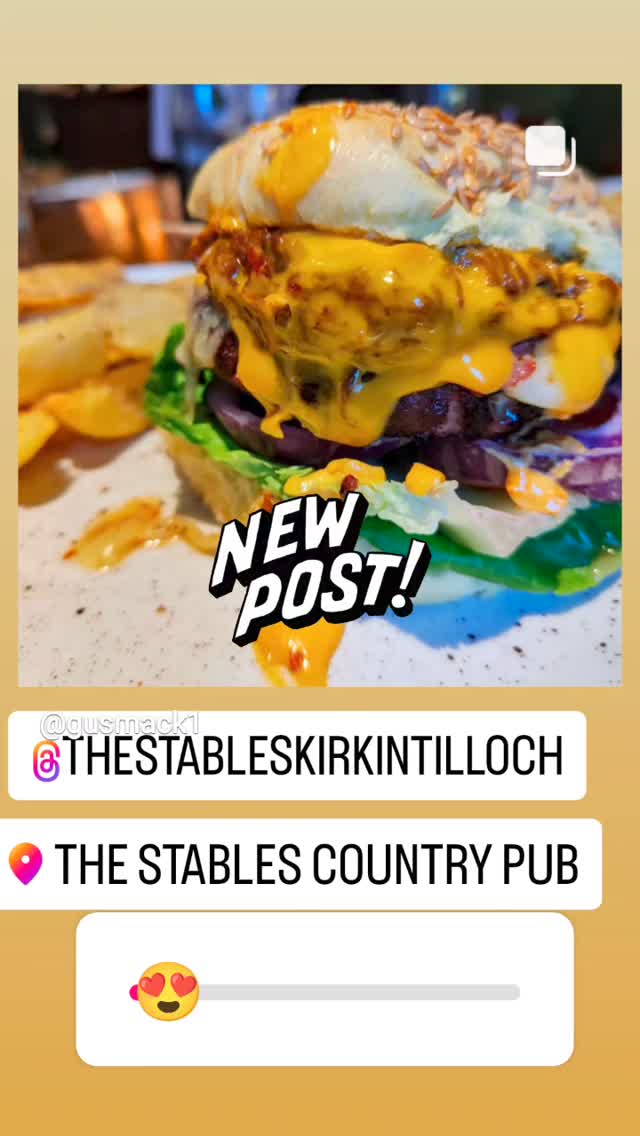 NEW
POST!
@gusmack1
THESTABLESKIRKINTILLOCH
THE STABLES COUNTRY PUB